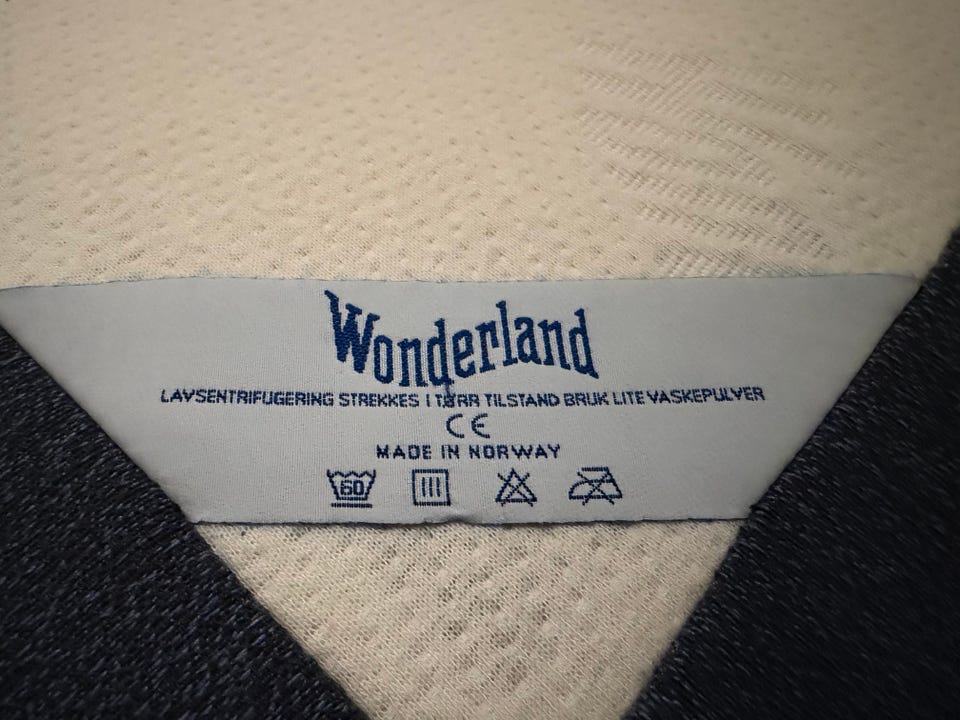 Wonderland
LAVSENTRIFUGERING STREKKES I TØRR TILSTAND BRUK LITE VASKEPULVER
CE
MADE IN NORWAY
60